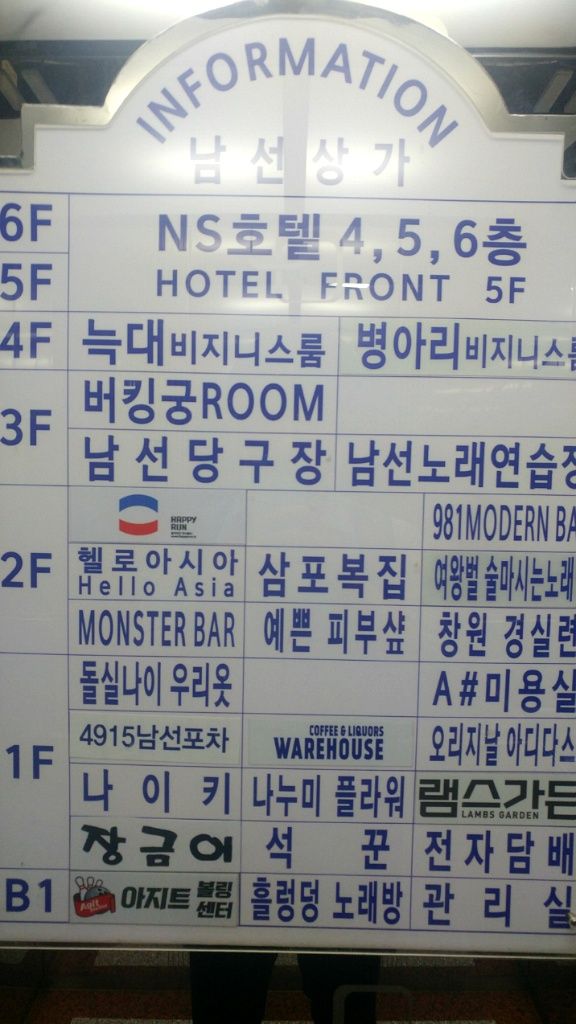 INFORMATION
남선상가
6F
NS호텔 4,5,6층
5F
HOTEL FRONT 5F
4F
늑대비지니스룸
병아리비지니스룸
3F
버킹궁ROOM
남선당구장
남선노래연습장
2F
HAPPY RUN
981MODERN BA
헬로아시아
Hello Asia
삼포복집
여왕벌 술마시는노래
MONSTER BAR
예쁜 피부샾
창원 경실련
1F
돌실나이 우리옷
A#미용실
4915남선포차
COFFEE & LIQUORS
WAREHOUSE
오리지날 아디다스
나이키
나누미 플라워
램스가든
LAMBS GARDEN
장금어
석꾼
전자담배
B1
Agit
아지트 볼링센터
흘렁덩 노래방
관리실